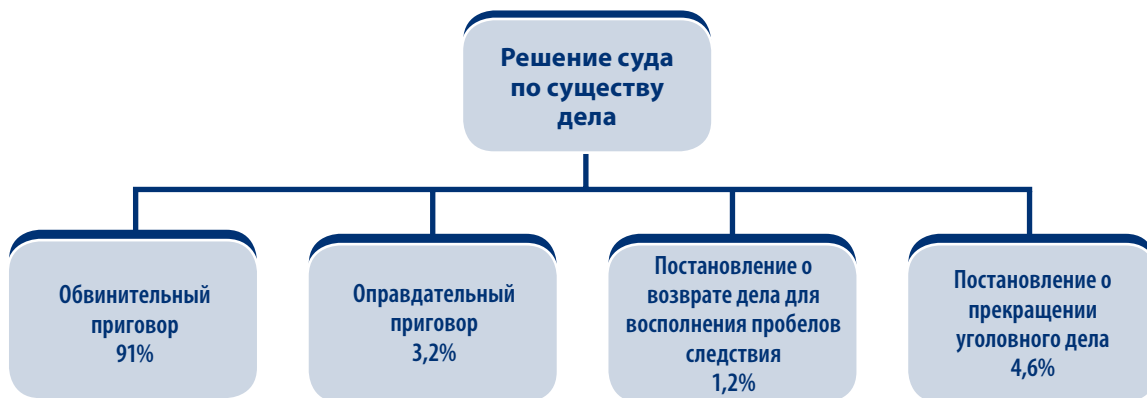 Решение суда
по существу
дела
Обвинительный
приговор
91%
Оправдательный
приговор
3,2%
Постановление о
возврате дела для
восполнения пробелов
следствия
1,2%
Постановление о
прекращении
уголовного дела
4,6%